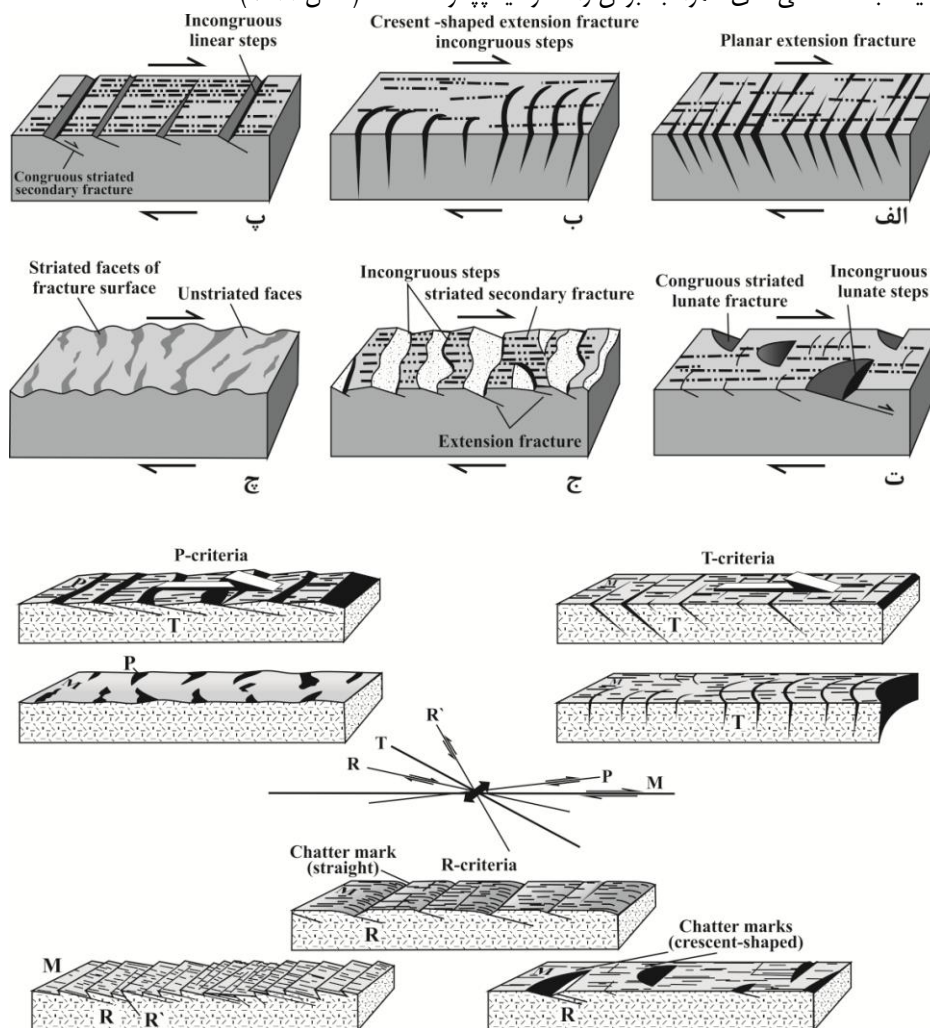 Incongruous
linear steps
Congruous striated
secondary fracture
پ
Cresent -shaped extension fracture
incongruous steps
ب
Planar extension fracture
الف
Striated facets of
fracture surface
Unstriated faces
چ
Incongruous steps
striated secondary fracture
Extension fracture
ج
Congruous striated
lunate fracture
Incongruous
lunate steps
ت
P-criteria
P
T
P
M
T-criteria
M
T
M
T
R`
T
R
P
M
Chatter mark
(straight)
R-criteria
M
R
M
R
R`
Chatter marks
(crescent-shaped)
M
R